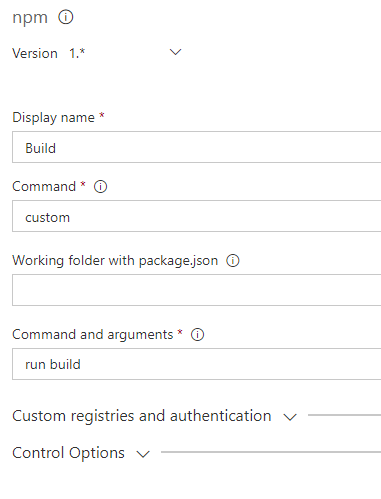 npm
Version 1.*
Display name *
Build
Command *
custom
Working folder with package.json
Command and arguments *
run build
Custom registries and authentication
Control Options